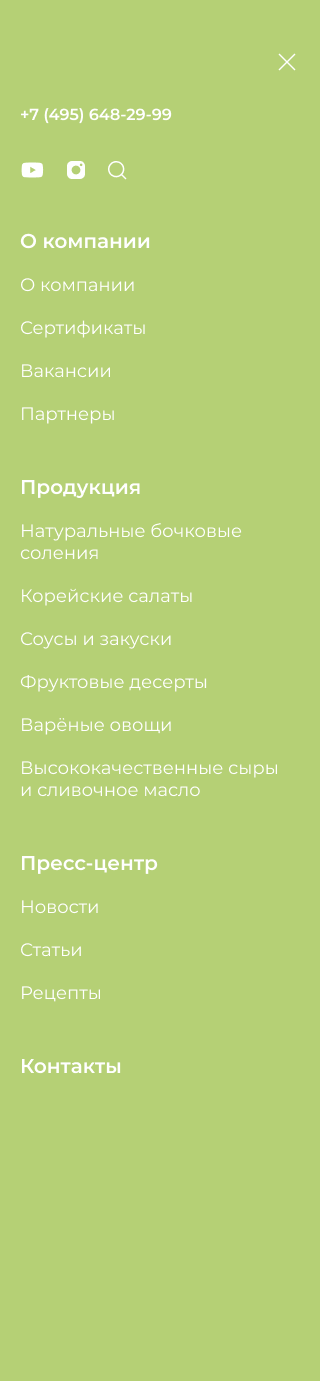 +7 (495) 648-29-99
О компании
О компании
Сертификаты
Вакансии
Партнеры
Продукция
Натуральные бочковые
соления
Корейские салаты
Соусы и закуски
Фруктовые десерты
Варёные овощи
Высококачественные сыры
и сливочное масло
Пресс-центр
Новости
Статьи
Рецепты
Контакты